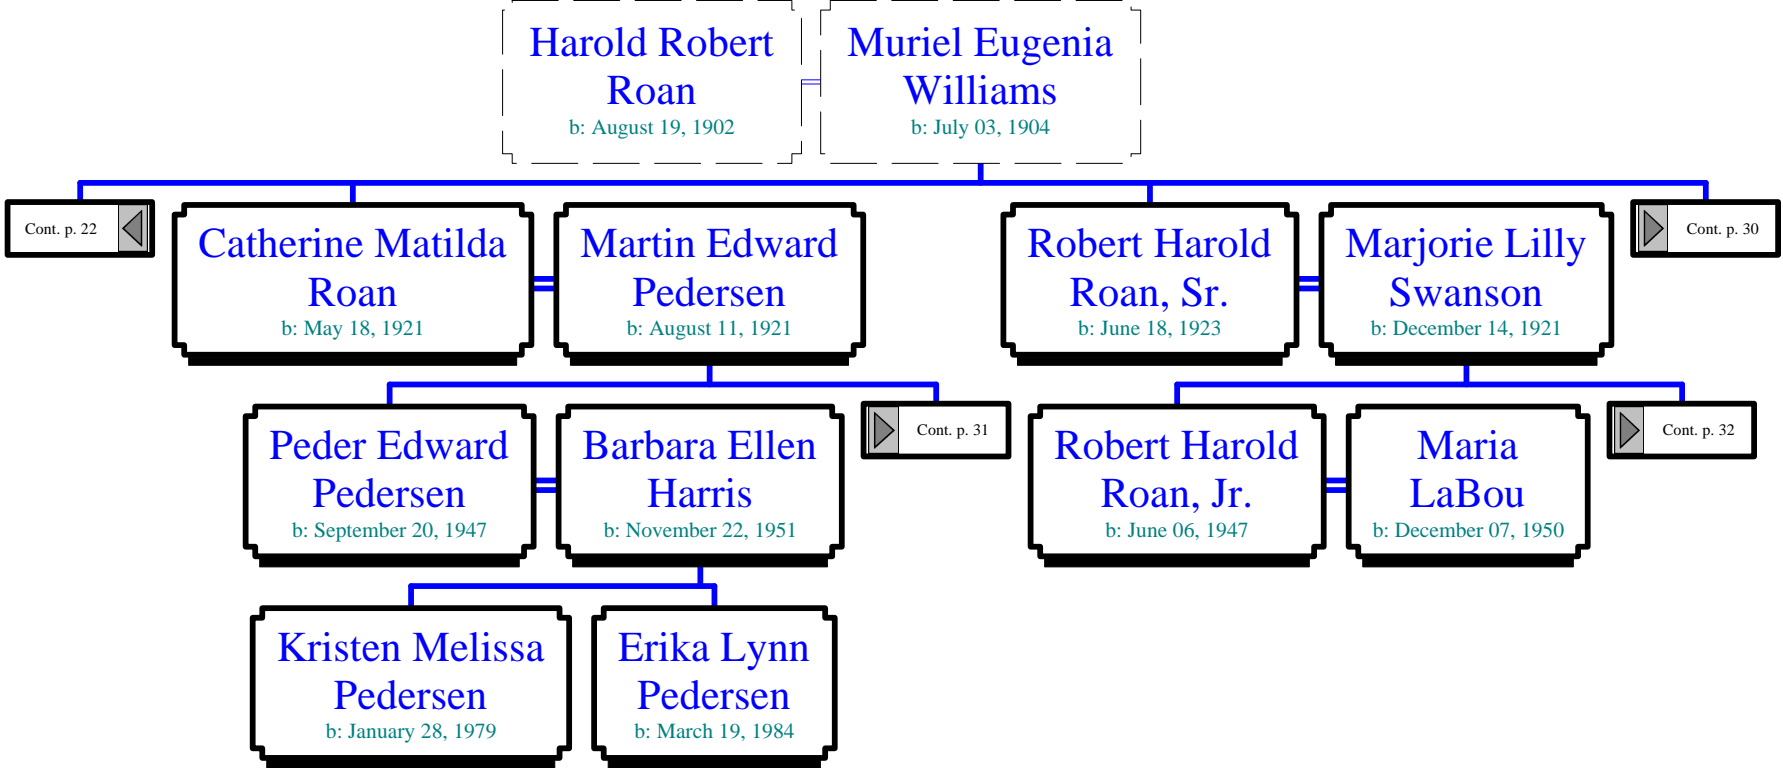 Harold Robert
Roan
b: August 19, 1902
Muriel Eugenia
Williams
b: July 03, 1904
Cont. p. 22
Catherine Matilda
Roan
b: May 18, 1921
Martin Edward
Pedersen
b: August 11, 1921
Robert Harold
Roan, Sr.
b: June 18, 1923
Marjorie Lilly
Swanson
b: December 14, 1921
Cont. p. 30
Peder Edward
Pedersen
b: September 20, 1947
Barbara Ellen
Harris
b: November 22, 1951
Cont. p. 31
Robert Harold
Roan, Jr.
b: June 06, 1947
Maria
LaBou
b: December 07, 1950
Cont. p. 32
Kristen Melissa
Pedersen
b: January 28, 1979
Erika Lynn
Pedersen
b: March 19, 1984